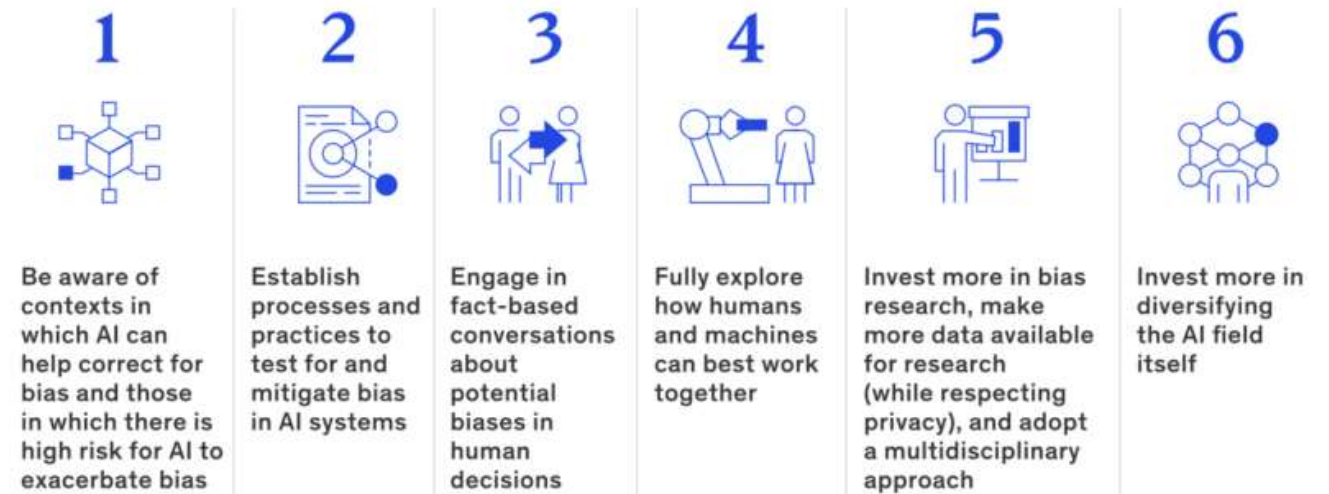 1
Be aware of
contexts in
which AI can
help correct for
bias and those
in which there is
high risk for AI to
exacerbate bias
2
Establish
processes and
practices to
test for and
mitigate bias
in AI systems
3
Engage in
fact-based
conversations
about
potential
biases in
human
decisions
4
Fully explore
how humans
and machines
can best work
together
5
Invest more in bias
research, make
more data available
for research
(while respecting
privacy), and adopt
a multidisciplinary
approach
6
Invest more in
diversifying
the AI field
itself